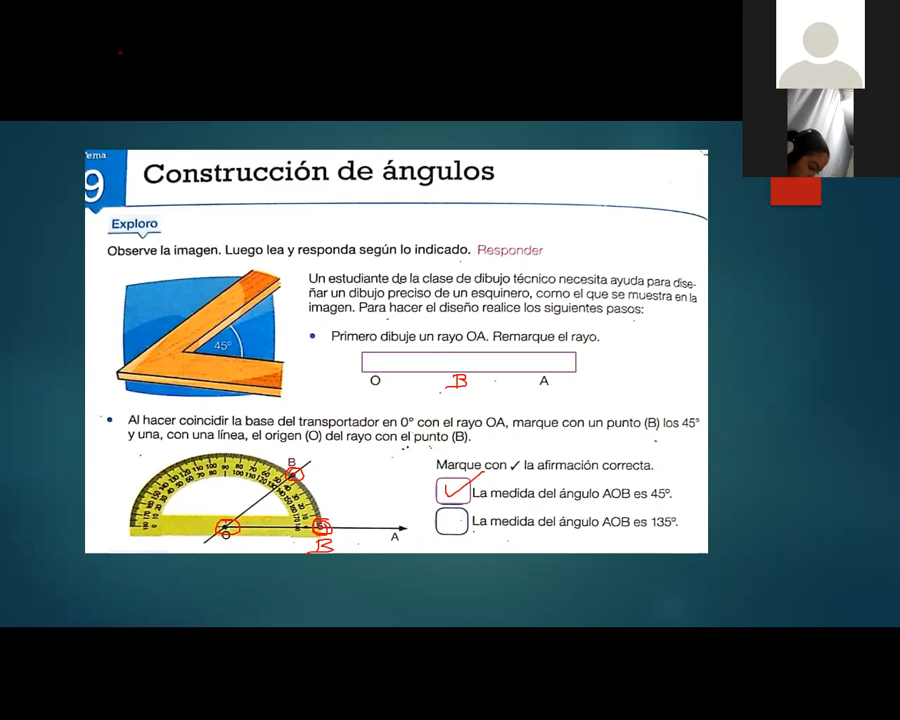 Tema
9
Construcción de ángulos
Exploro
Observe la imagen. Luego lea y responda según lo indicado. Responder
Un estudiante de la clase de dibujo técnico necesita ayuda para dise-
ñar un dibujo preciso de un esquinero, como el que se muestra en la
imagen. Para hacer el diseño realice los siguientes pasos:
45°
• Primero dibuje un rayo OA. Remarque el rayo.
O B A
• Al hacer coincidir la base del transportador en 0° con el rayo OA, marque con un punto (B) los 45°
y una, con una línea, el origen (O) del rayo con el punto (B).
B
Marque con ✓ la afirmación correcta.
✓ La medida del ángulo AOB es 45°.
La medida del ángulo AOB es 135°.
O
A
B